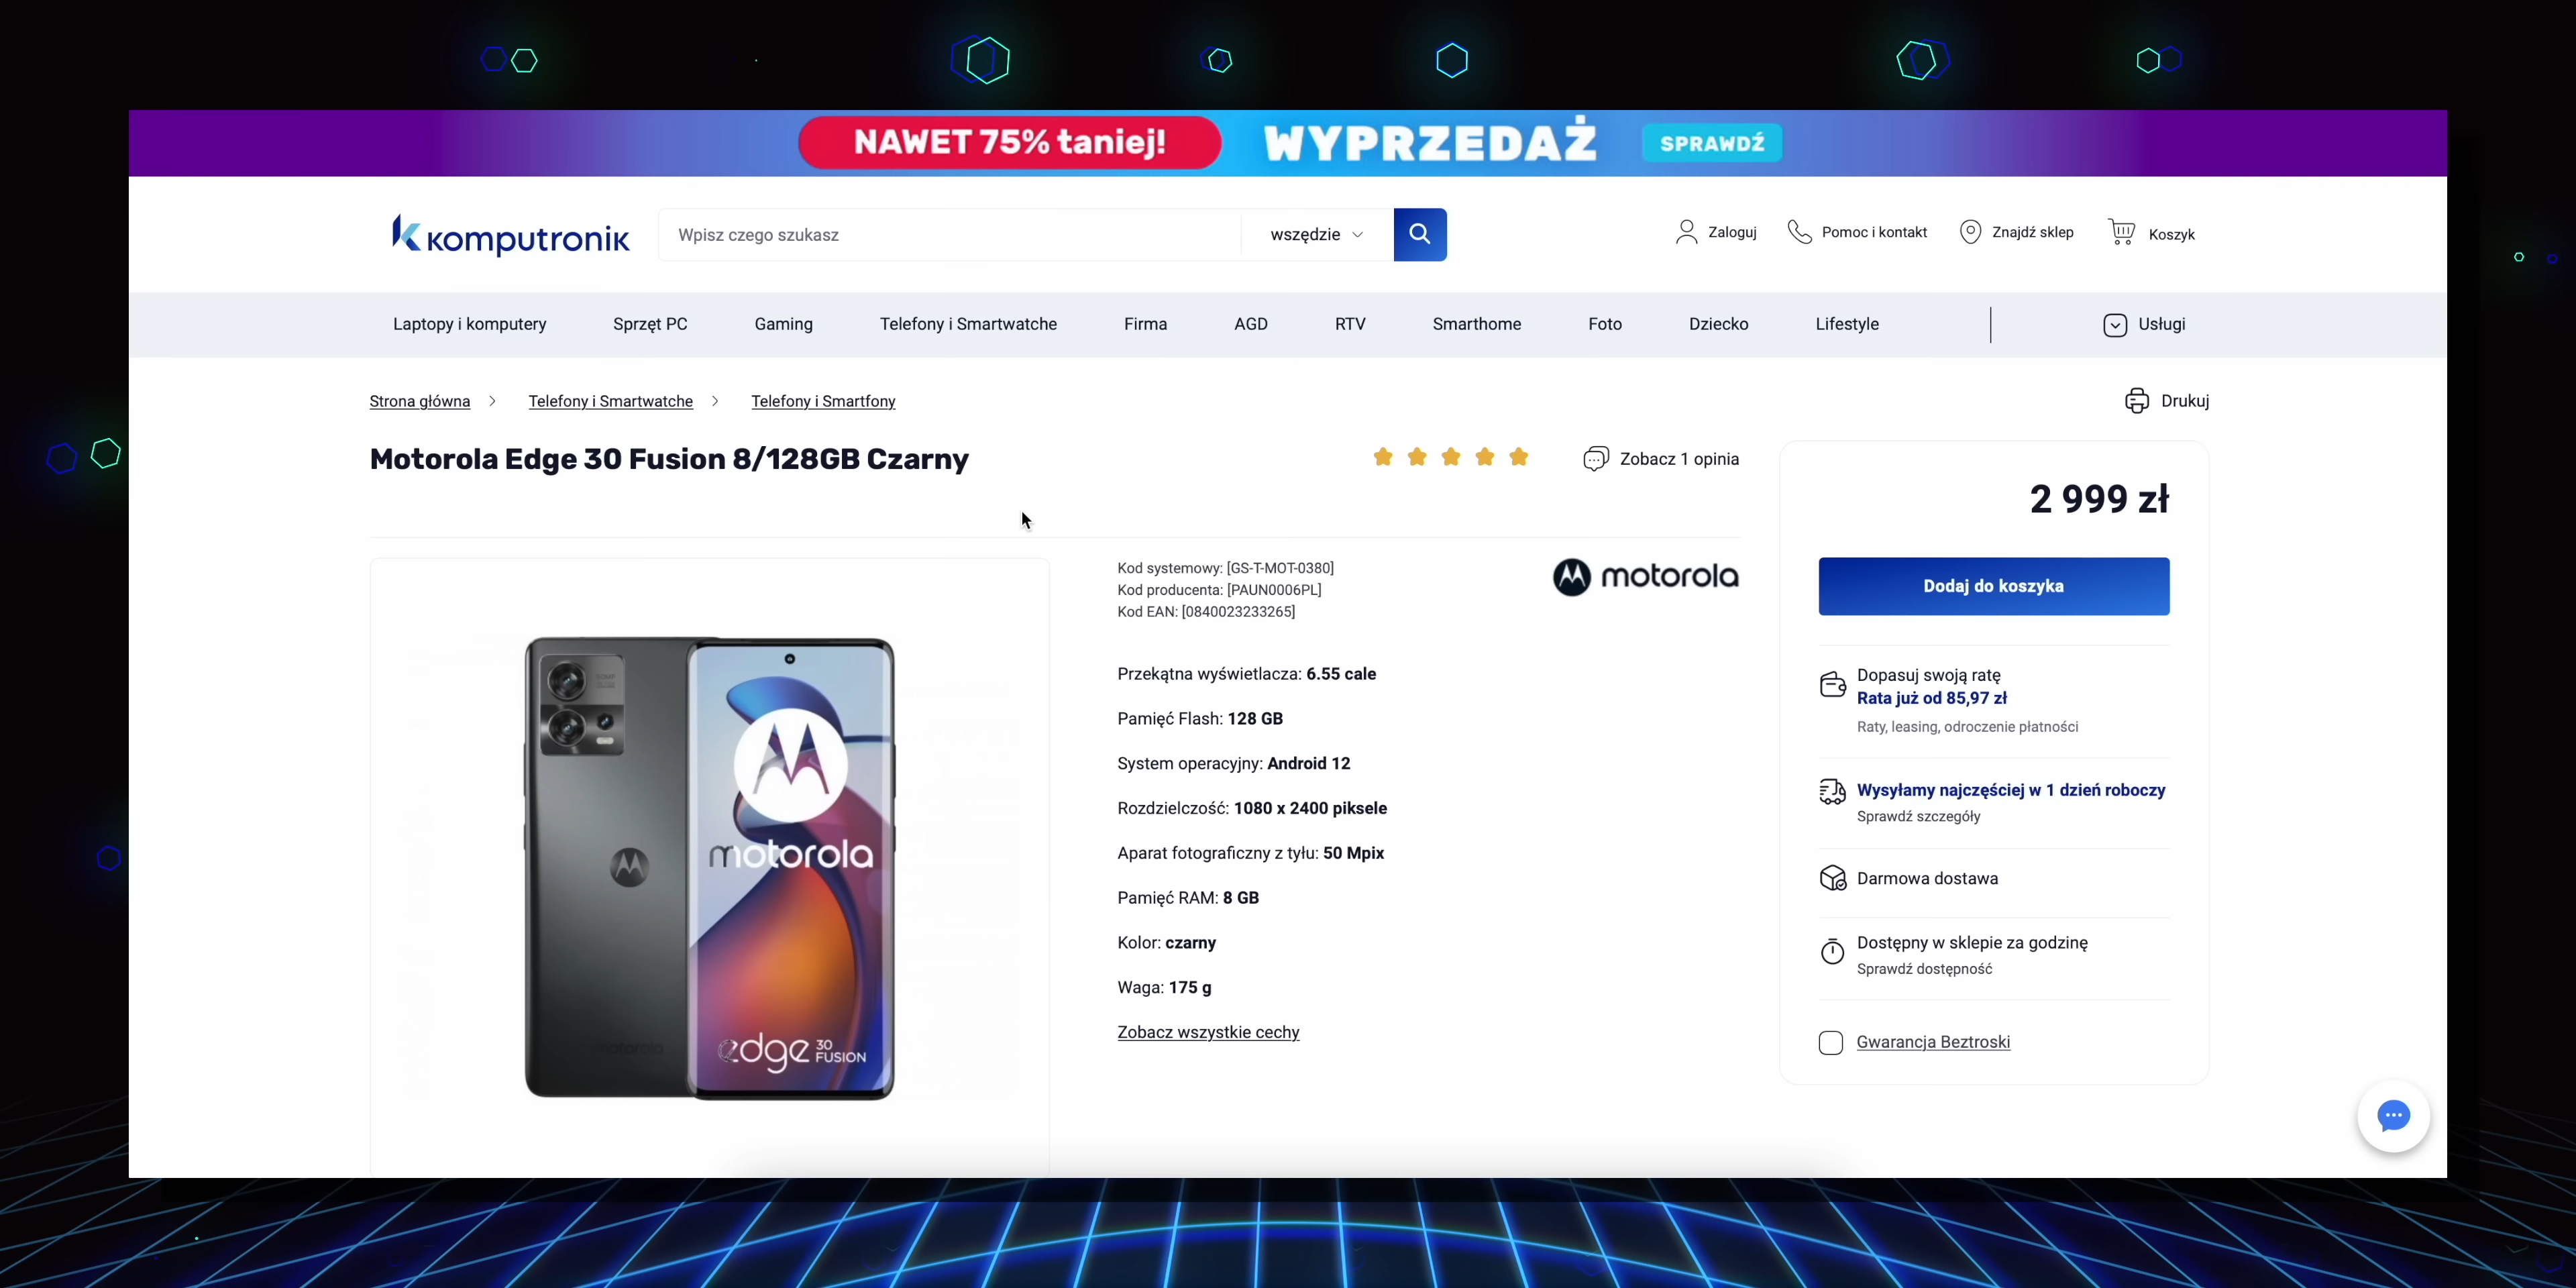 NAWET 75% taniej! WYPRZEDAŻ SPRAWDŹ
komputronik Wpisz czego szukasz wszędzie Zaloguj Pomoc i kontakt Znajdź sklep Koszyk
Laptopy i komputery Sprzęt PC Gaming Telefony i Smartwatche Firma AGD RTV Smarthome Foto Dziecko Lifestyle Usługi
Strona główna Telefony i Smartwatche Telefony i Smartfony Drukuj
Motorola Edge 30 Fusion 8/128GB Czarny Zobacz 1 opinia
motorola
edge 30 FUSION
Kod systemowy: [GS-T-MOT-0380]
Kod producenta: [PAUN0006PL]
Kod EAN: [0840023233265]
motorola
Przekątna wyświetlacza: 6.55 cale
Pamięć Flash: 128 GB
System operacyjny: Android 12
Rozdzielczość: 1080 x 2400 piksele
Aparat fotograficzny z tyłu: 50 Mpix
Pamięć RAM: 8 GB
Kolor: czarny
Waga: 175 g
Zobacz wszystkie cechy
2 999 zł
Dodaj do koszyka
Dopasuj swoją ratę
Rata już od 85,97 zł
Raty, leasing, odroczenie płatności
Wysyłamy najczęściej w 1 dzień roboczy
Sprawdź szczegóły
Darmowa dostawa
Dostępny w sklepie za godzinę
Sprawdź dostępność
Gwarancja Beztroski